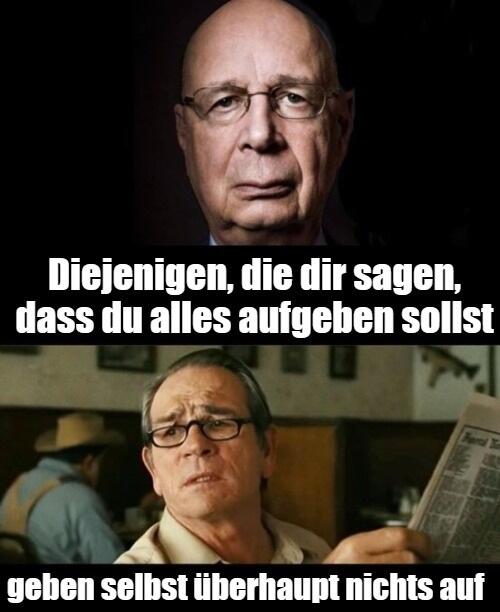 Diejenigen, die dir sagen,
dass du alles aufgeben sollst
geben selbst überhaupt nichts auf